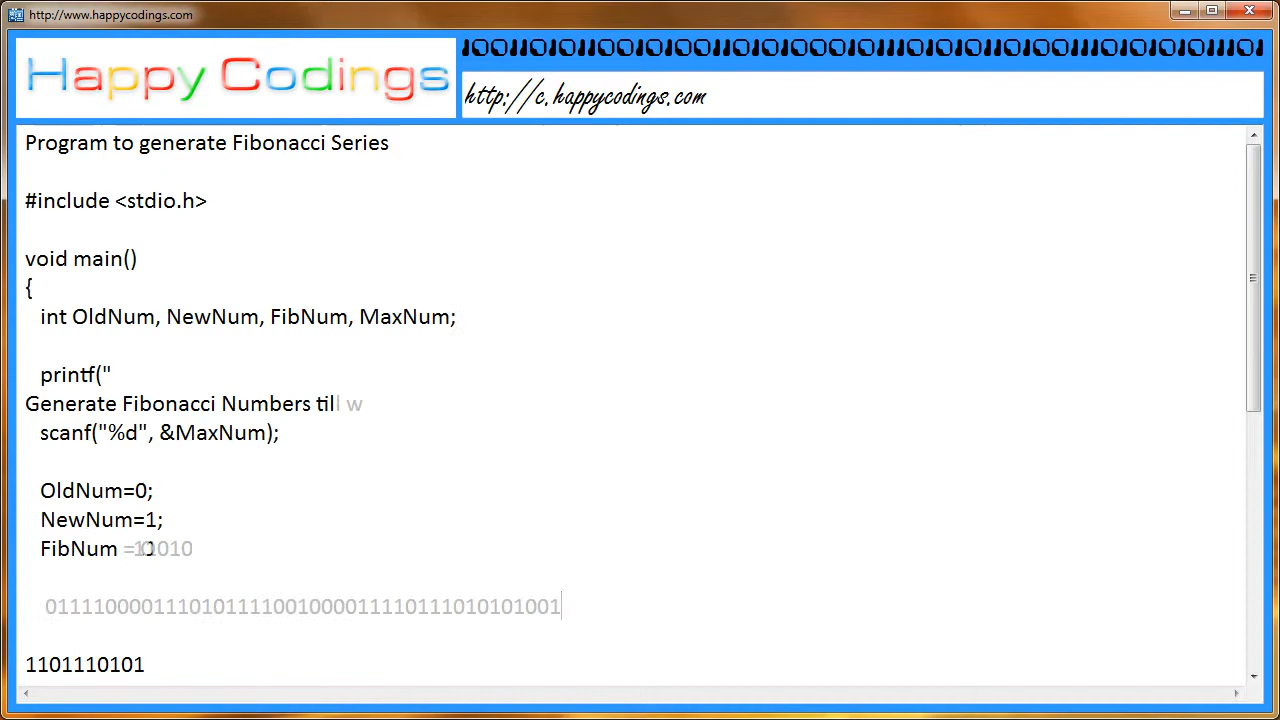 http://www.happycodings.com
Happy Codings
http://c.happycodings.com
Program to generate Fibonacci Series
#include <stdio.h>
void main()
{
int OldNum, NewNum, FibNum, MaxNum;
printf("
Generate Fibonacci Numbers till w
scanf("%d", &MaxNum);
OldNum=0;
NewNum=1;
FibNum =
0111100001110101111001000011110111010101001
1101110101